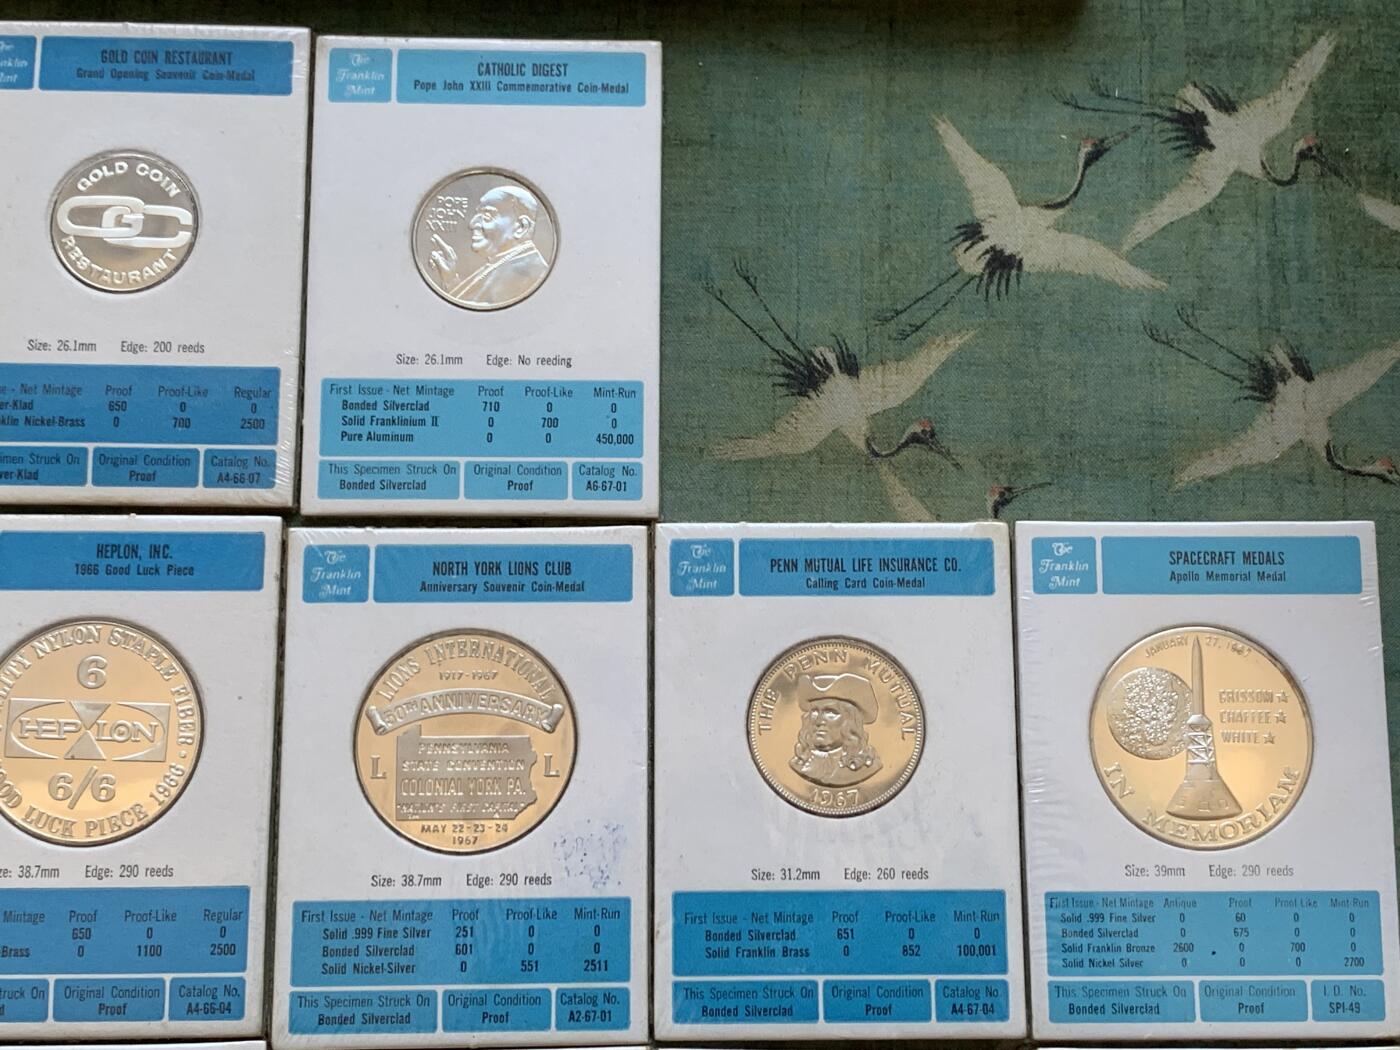 GOLD COIN RESTAURANT
Grand Opening Souvenir Coin-Medal
GOLD COIN
GC
RESTAURANT
Size: 26.1mm Edge: 200 reeds
Net Mintage Proof Proof-Like Regular
650 0 0
Nickel-Brass 0 700 2500
Struck On Original Condition Catalog No.
Proof A4-66-07
The Franklin Mint
CATHOLIC DIGEST
Pope John XXIII Commemorative Coin-Medal
POPE
JOHN
XXIII
Size: 26.1mm Edge: No reeding
First Issue - Net Mintage Proof Proof-Like Mint-Run
Bonded Silverclad 710 0 0
Solid Franklinium II 0 700 0
Pure Aluminum 0 0 450,000
This Specimen Struck On Original Condition Catalog No.
Bonded Silverclad Proof A6-67-01
HEPLON, INC.
1966 Good Luck Piece
NYLON STAPLE FIBER
6
HEPLON
6/6
LUCK PIECE 1966
38.7mm Edge: 290 reeds
Mintage Proof Proof-Like Regular
650 0 0
Brass 0 1100 2500
Struck On Original Condition Catalog No.
Proof A4-66-04
The Franklin Mint
NORTH YORK LIONS CLUB
Anniversary Souvenir Coin-Medal
LIONS INTERNATIONAL
1917-1967
50TH ANNIVERSARY
L L
PENNSYLVANIA
STATE CONVENTION
COLONIAL YORK PA.
"NATION'S FIRST CAPITAL"
MAY 22-23-24
1967
Size: 38.7mm Edge: 290 reeds
First Issue - Net Mintage Proof Proof-Like Mint-Run
Solid .999 Fine Silver 251 0 0
Bonded Silverclad 601 0 0
Solid Nickel-Silver 0 551 2511
This Specimen Struck On Original Condition Catalog No.
Bonded Silverclad Proof A2-67-01
The Franklin Mint
PENN MUTUAL LIFE INSURANCE CO.
Calling Card Coin-Medal
THE PENN MUTUAL
1967
Size: 31.2mm Edge: 260 reeds
First Issue - Net Mintage Proof Proof-Like Mint-Run
Bonded Silverclad 651 0 0
Solid Franklin Brass 0 852 100,001
This Specimen Struck On Original Condition Catalog No.
Bonded Silverclad Proof A4-67-04
The Franklin Mint
SPACECRAFT MEDALS
Apollo Memorial Medal
JANUARY 27, 1967
GRISSOM
CHAFFEE
WHITE
IN MEMORIAM
Size: 39mm Edge: 290 reeds
First Issue - Net Mintage Antique Proof Proof-Like Mint-Run
Solid .999 Fine Silver 0 60 0 0
Bonded Silverclad 0 675 0 0
Solid Franklin Bronze 2600 0 700 0
Solid Nickel Silver 0 0 0 2700
This Specimen Struck On Original Condition I. D. No.
Bonded Silverclad Proof SPI-49